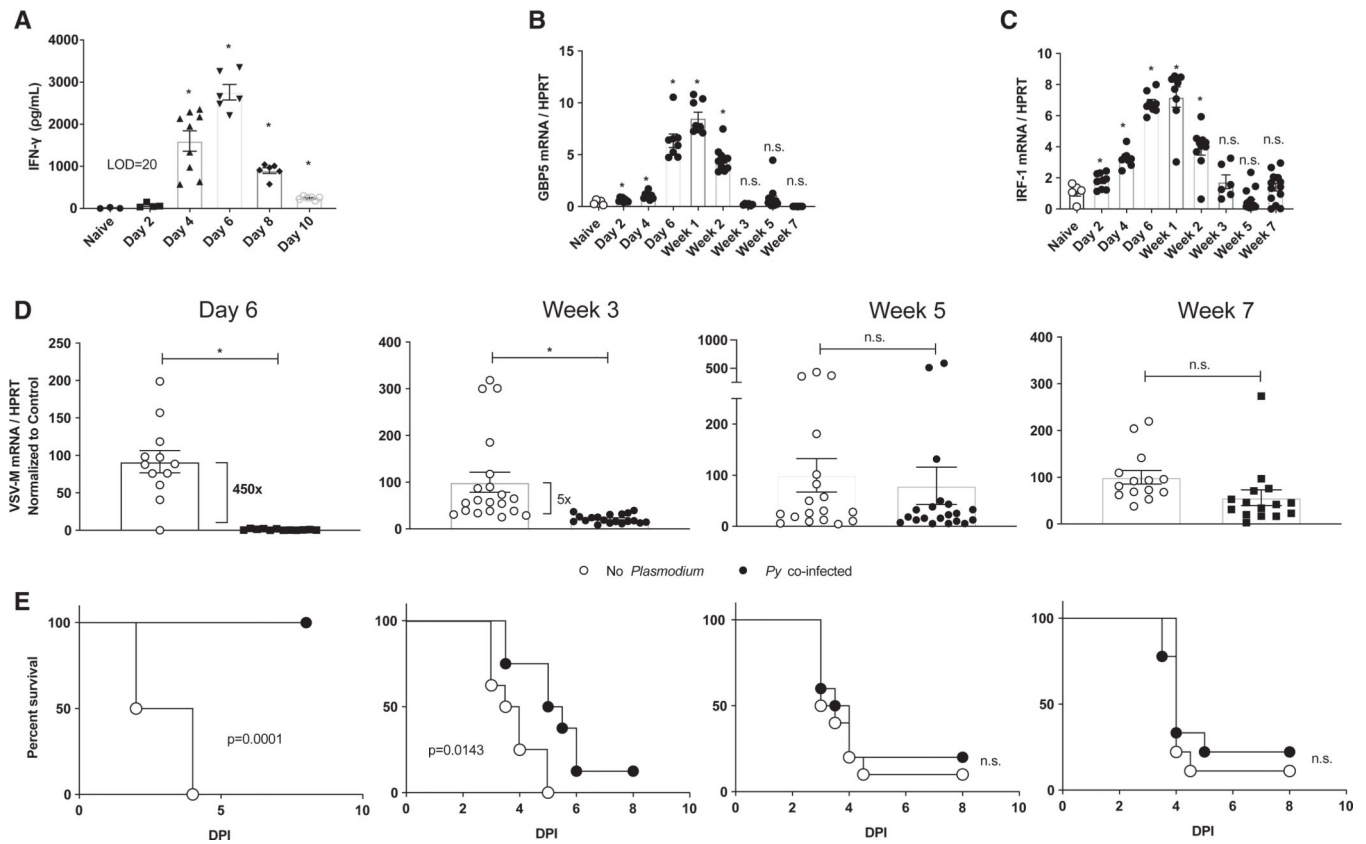 A
IFN-γ (pg/mL)
4000
3000
2000
1000
0
LOD=20
*
*
*
*
Naive
Day 2
Day 4
Day 6
Day 8
Day 10
B
GBP5 mRNA / HPRT
15
10
5
0
*
*
*
*
*
n.s.
n.s.
n.s.
Naive
Day 2
Day 4
Day 6
Week 1
Week 2
Week 3
Week 5
Week 7
C
IRF-1 mRNA / HPRT
10
8
6
4
2
0
*
*
*
*
*
n.s.
n.s.
n.s.
Naive
Day 2
Day 4
Day 6
Week 1
Week 2
Week 3
Week 5
Week 7
D
VSV-M mRNA / HPRT
Normalized to Control
Day 6
250
200
150
100
50
0
*
450x
Week 3
400
300
200
100
0
*
5x
Week 5
1000
500
200
100
0
n.s.
Week 7
400
300
200
100
0
n.s.
No Plasmodium
Py co-infected
E
Percent survival
100
50
0
p=0.0001
0
2
4
6
8
10
DPI
100
50
0
p=0.0143
0
2
4
6
8
10
DPI
100
50
0
n.s.
0
2
4
6
8
10
DPI
100
50
0
n.s.
0
2
4
6
8
10
DPI